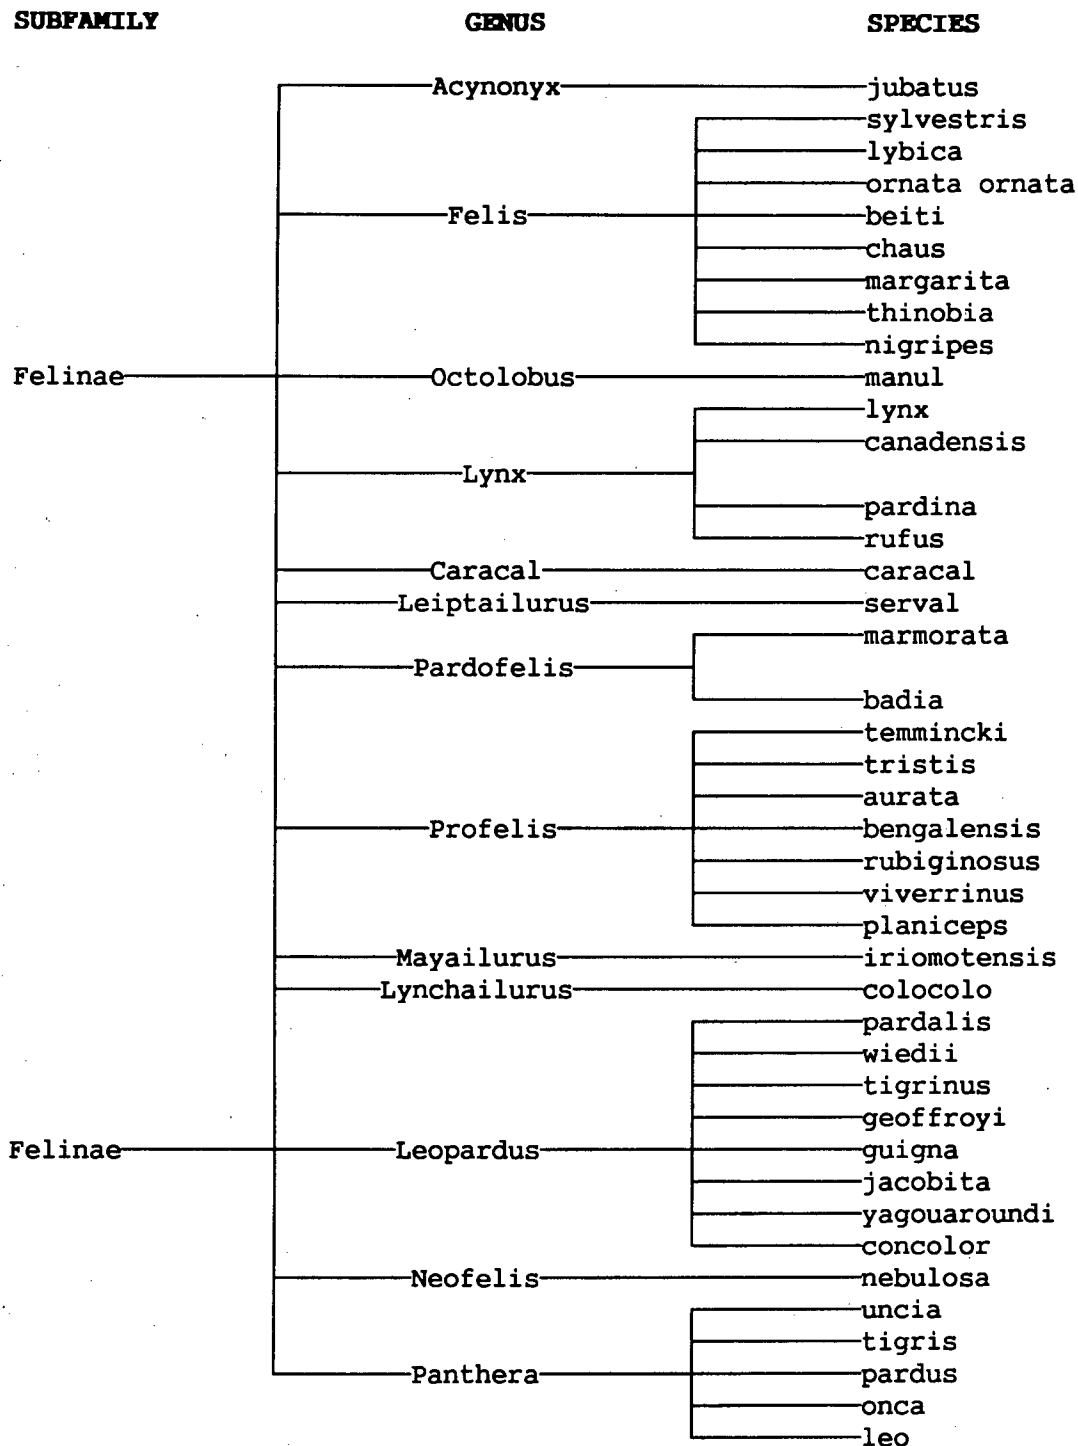 SUBFAMILY GENUS SPECIES
Acynonyx jubatus
sylvestris
lybica
ornata ornata
Felis beiti
chaus
margarita
thinobia
nigripes
Felinae Octolobus manul
lynx
canadensis
Lynx
pardina
rufus
Caracal caracal
Leiptailurus serval
marmorata
Pardofelis
badia
temmincki
tristis
aurata
Profelis bengalensis
rubiginosus
viverrinus
planiceps
Mayailurus iriomotensis
Lynchailurus colocolo
pardalis
wiedii
tigrinus
geoffroyi
Felinae Leopardus guigna
jacobita
yagouaroundi
concolor
Neofelis nebulosa
uncia
tigris
Panthera pardus
onca
leo